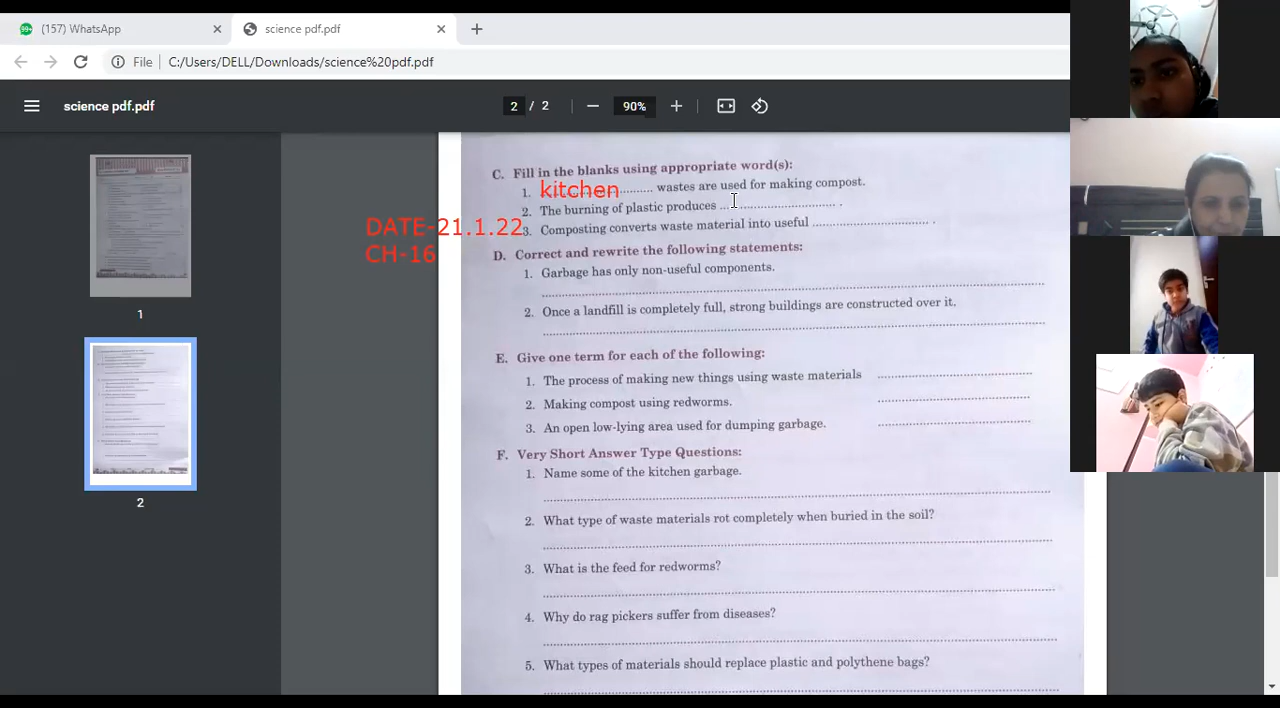 (157) WhatsApp
science pdf.pdf
File C:/Users/DELL/Downloads/science%20pdf.pdf
science pdf.pdf
2 / 2
90%
1
2
DATE-21.1.22
CH-16
C. Fill in the blanks using appropriate word(s):
1. kitchen .......... wastes are used for making compost.
2. The burning of plastic produces .................................. .
3. Composting converts waste material into useful .................................. .
D. Correct and rewrite the following statements:
1. Garbage has only non-useful components.
2. Once a landfill is completely full, strong buildings are constructed over it.
E. Give one term for each of the following:
1. The process of making new things using waste materials
2. Making compost using redworms.
3. An open low-lying area used for dumping garbage.
F. Very Short Answer Type Questions:
1. Name some of the kitchen garbage.
2. What type of waste materials rot completely when buried in the soil?
3. What is the feed for redworms?
4. Why do rag pickers suffer from diseases?
5. What types of materials should replace plastic and polythene bags?